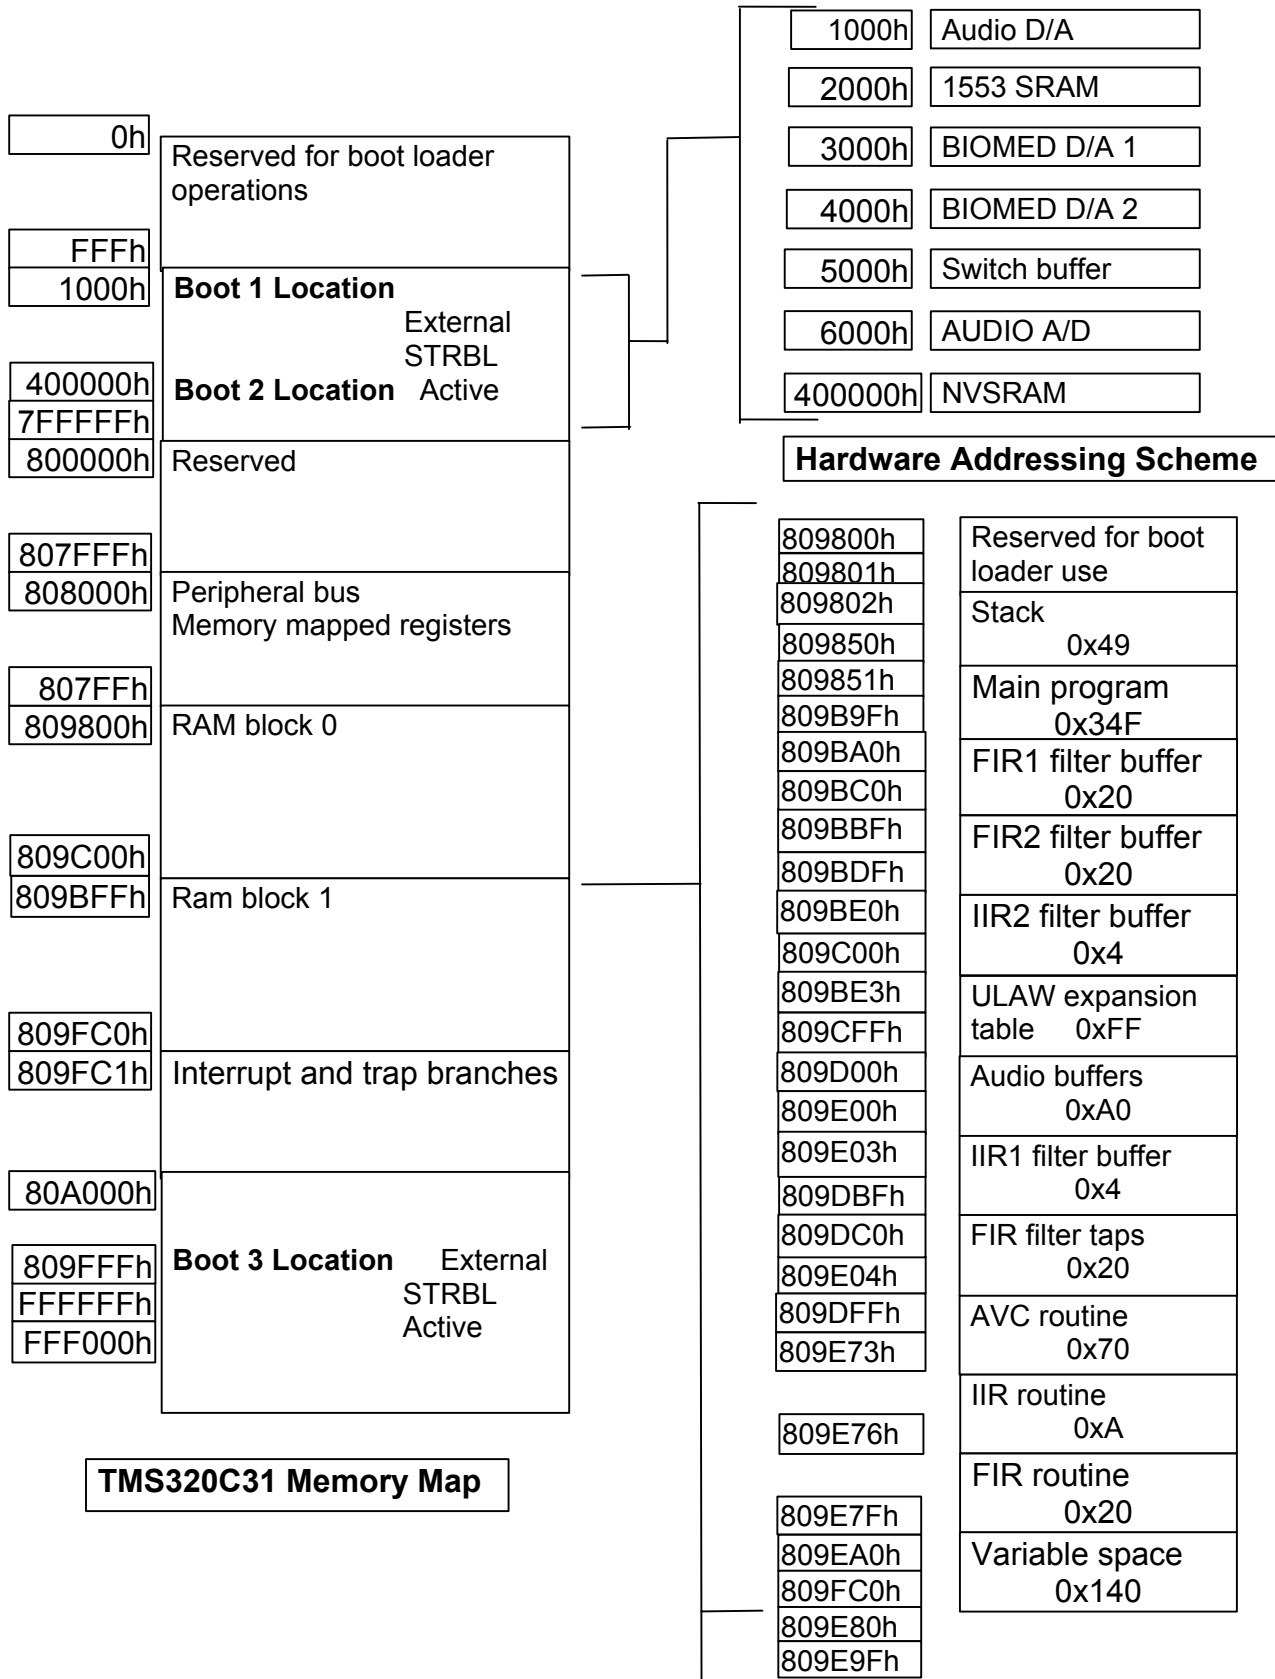 0h
Reserved for boot loader
operations
FFFh
1000h
Boot 1 Location
External
STRBL
400000h
Boot 2 Location Active
7FFFFFh
800000h
Reserved
807FFFh
808000h
Peripheral bus
Memory mapped registers
807FFh
809800h
RAM block 0
809C00h
809BFFh
Ram block 1
809FC0h
809FC1h
Interrupt and trap branches
80A000h
809FFFh
Boot 3 Location External
STRBL
FFFFFFh
Active
FFF000h
TMS320C31 Memory Map
1000h Audio D/A
2000h 1553 SRAM
3000h BIOMED D/A 1
4000h BIOMED D/A 2
5000h Switch buffer
6000h AUDIO A/D
400000h NVSRAM
Hardware Addressing Scheme
809800h
809801h
Reserved for boot
loader use
809802h
809850h
Stack
0x49
809851h
809B9Fh
Main program
0x34F
809BA0h
809BC0h
FIR1 filter buffer
0x20
809BBFh
809BDFh
FIR2 filter buffer
0x20
809BE0h
809C00h
IIR2 filter buffer
0x4
809BE3h
809CFFh
ULAW expansion
table 0xFF
809D00h
809E00h
Audio buffers
0xA0
809E03h
809DBFh
IIR1 filter buffer
0x4
809DC0h
809E04h
FIR filter taps
0x20
809DFFh
809E73h
AVC routine
0x70
809E76h
IIR routine
0xA
FIR routine
0x20
809E7Fh
809EA0h
809FC0h
Variable space
0x140
809E80h
809E9Fh